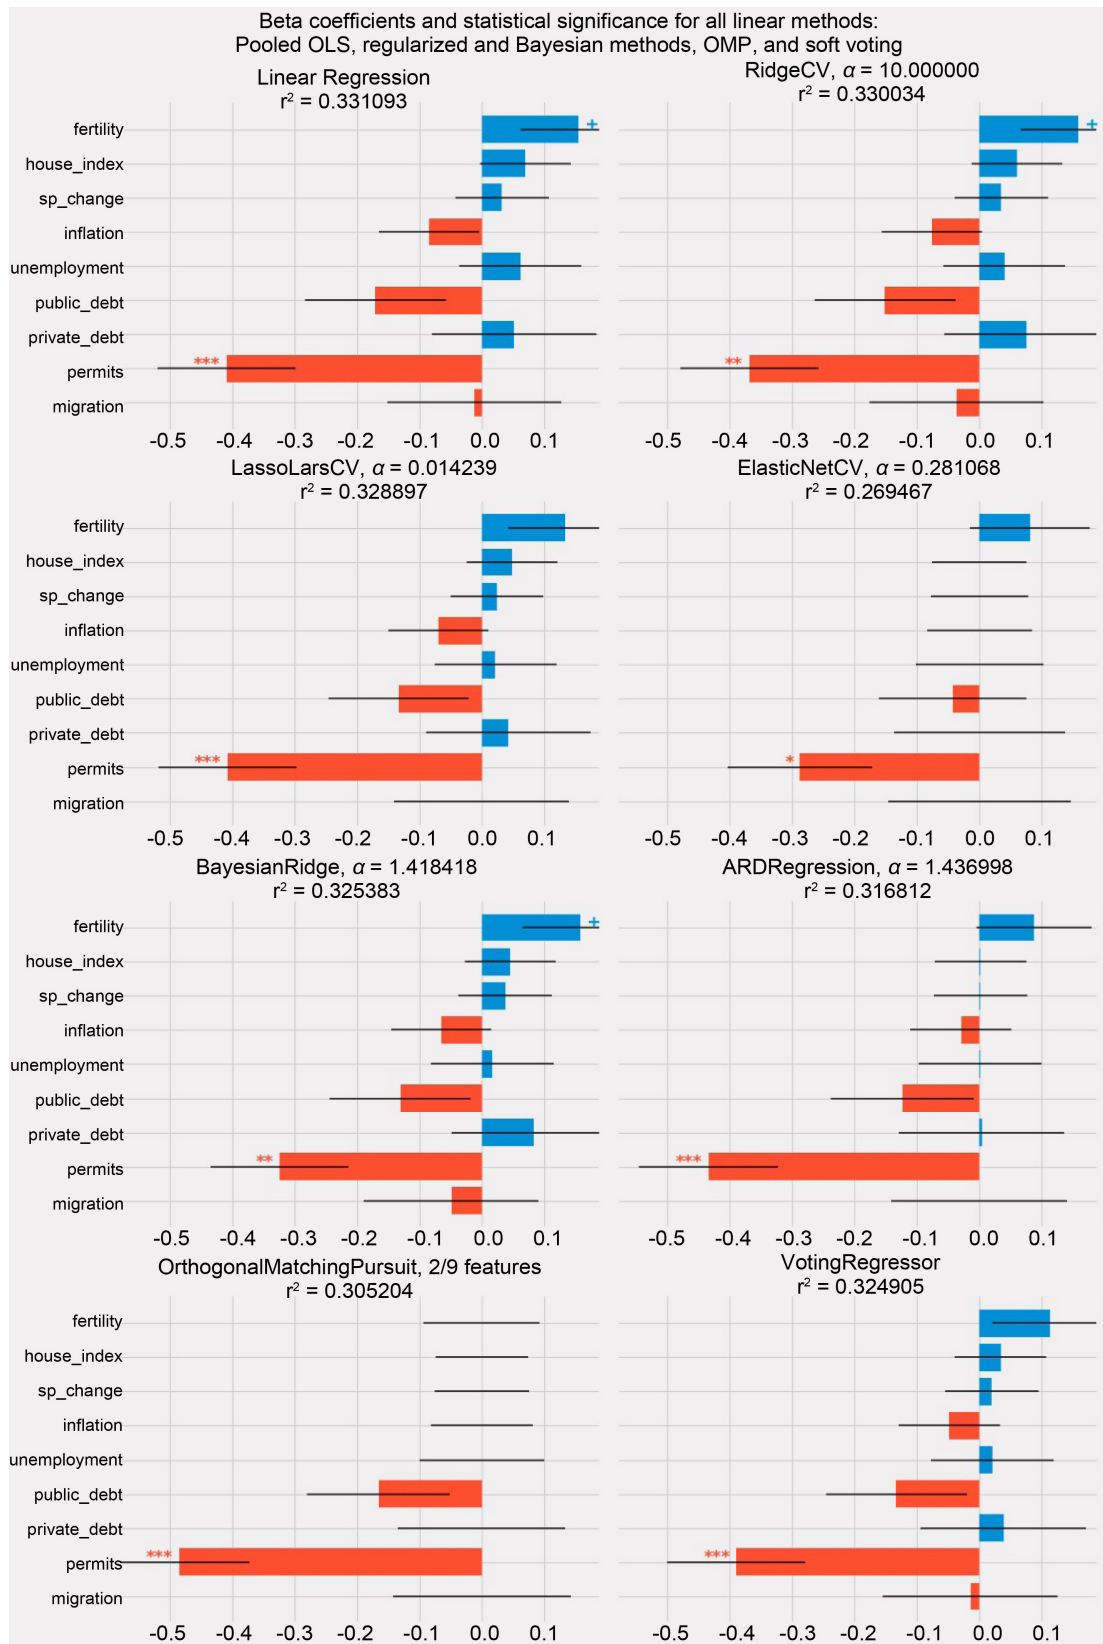 Beta coefficients and statistical significance for all linear methods:
Pooled OLS, regularized and Bayesian methods, OMP, and soft voting
Linear Regression
r² = 0.331093
fertility
+
house_index
sp_change
inflation
unemployment
public_debt
private_debt
***
permits
migration
-0.5 -0.4 -0.3 -0.2 -0.1 0.0 0.1
RidgeCV, α = 10.000000
r² = 0.330034
+
**
-0.5 -0.4 -0.3 -0.2 -0.1 0.0 0.1
LassoLarsCV, α = 0.014239
r² = 0.328897
fertility
house_index
sp_change
inflation
unemployment
public_debt
private_debt
***
permits
migration
-0.5 -0.4 -0.3 -0.2 -0.1 0.0 0.1
ElasticNetCV, α = 0.281068
r² = 0.269467
*
-0.5 -0.4 -0.3 -0.2 -0.1 0.0 0.1
BayesianRidge, α = 1.418418
r² = 0.325383
fertility
+
house_index
sp_change
inflation
unemployment
public_debt
private_debt
**
permits
migration
-0.5 -0.4 -0.3 -0.2 -0.1 0.0 0.1
ARDRegression, α = 1.436998
r² = 0.316812
***
-0.5 -0.4 -0.3 -0.2 -0.1 0.0 0.1
OrthogonalMatchingPursuit, 2/9 features
r² = 0.305204
fertility
house_index
sp_change
inflation
unemployment
public_debt
private_debt
***
permits
migration
-0.5 -0.4 -0.3 -0.2 -0.1 0.0 0.1
VotingRegressor
r² = 0.324905
***
-0.5 -0.4 -0.3 -0.2 -0.1 0.0 0.1